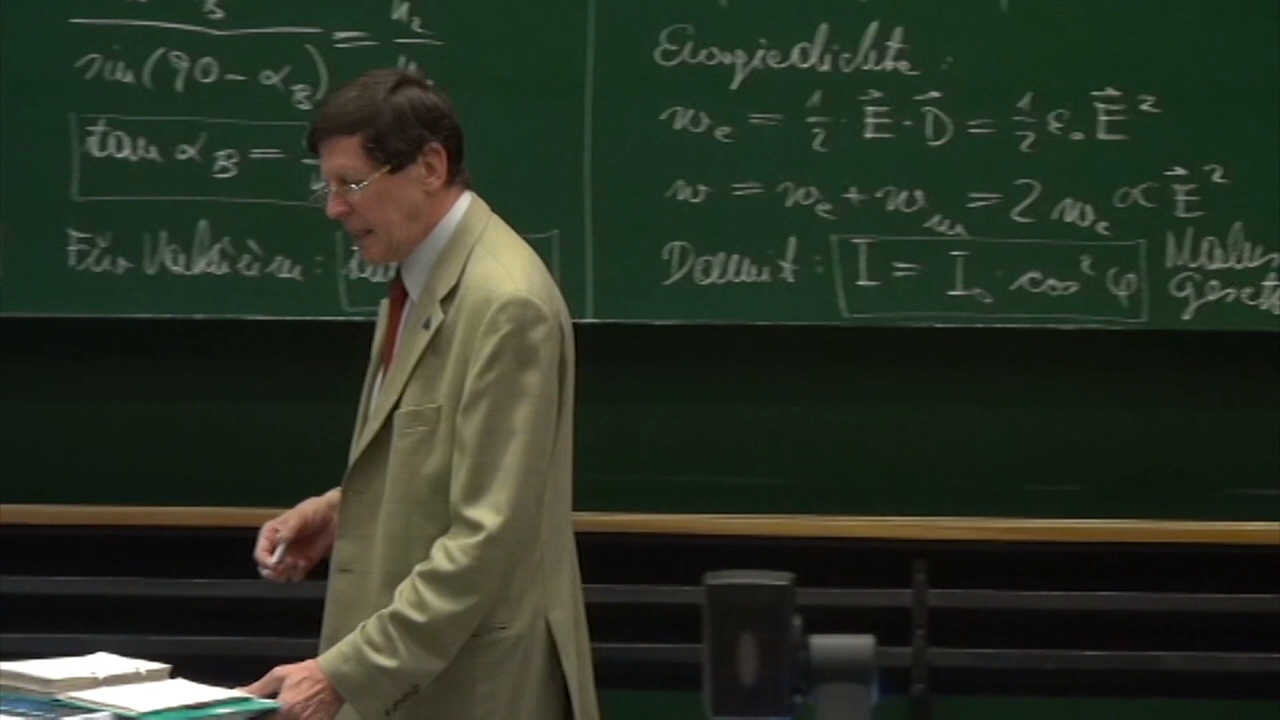 B n₂
sin(90 - α_B) =
tan α_B =
Für Vakuum:
Energiedichte :
w_e = ½ · E⃗ · D⃗ = ½ ε₀ E⃗ ²
w = w_e + w_m = 2 w_e ∝ E⃗ ²
Damit : I = I₀ cos² φ Malus
gesetz